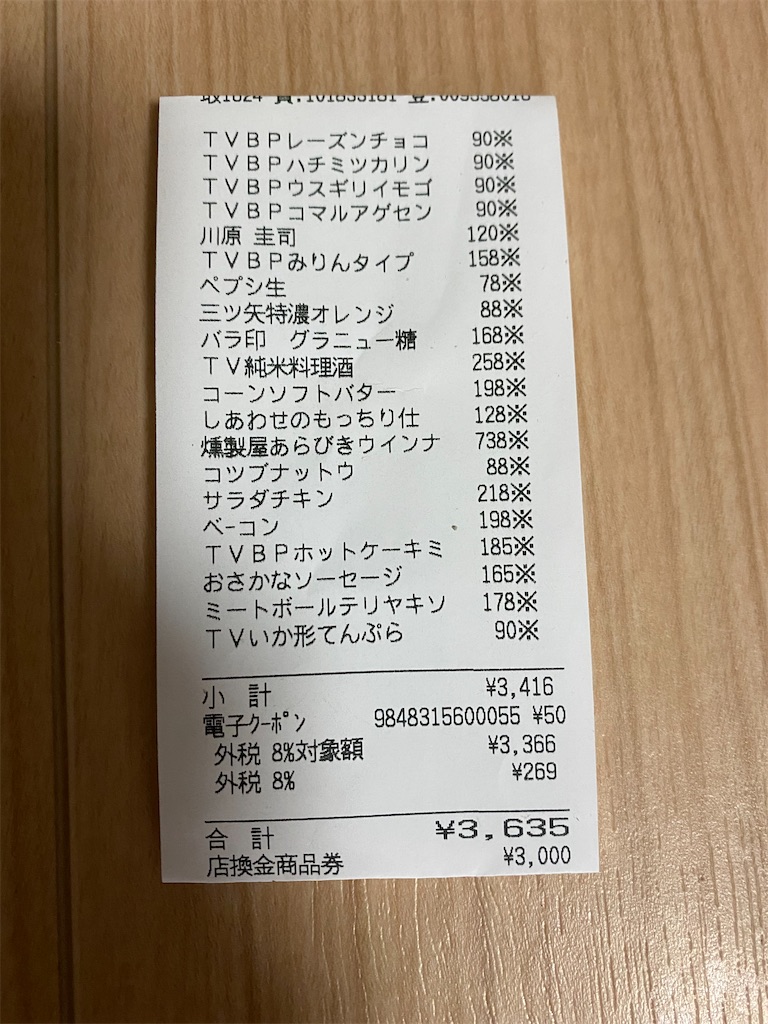 ＴＶＢＰレーズンチョコ 90※
ＴＶＢＰハチミツカリン 90※
ＴＶＢＰウスギリイモゴ 90※
ＴＶＢＰコマルアゲセン 90※
川原 圭司 120※
ＴＶＢＰみりんタイプ 158※
ペプシ生 78※
三ツ矢特濃オレンジ 88※
バラ印　グラニュー糖 168※
ＴＶ純米料理酒 258※
コーンソフトバター 198※
しあわせのもっちり仕 128※
燻製屋あらびきウインナ 738※
コツブナットウ 88※
サラダチキン 218※
ベーコン 198※
ＴＶＢＰホットケーキミ 185※
おさかなソーセージ 165※
ミートボールテリヤキソ 178※
ＴＶいか形てんぷら 90※
小　計 ¥3,416
電子ｸｰﾎﾟﾝ 9848315600055 ¥50
外税 8%対象額 ¥3,366
外税 8% ¥269
合　計 ¥3,635
店換金商品券 ¥3,000